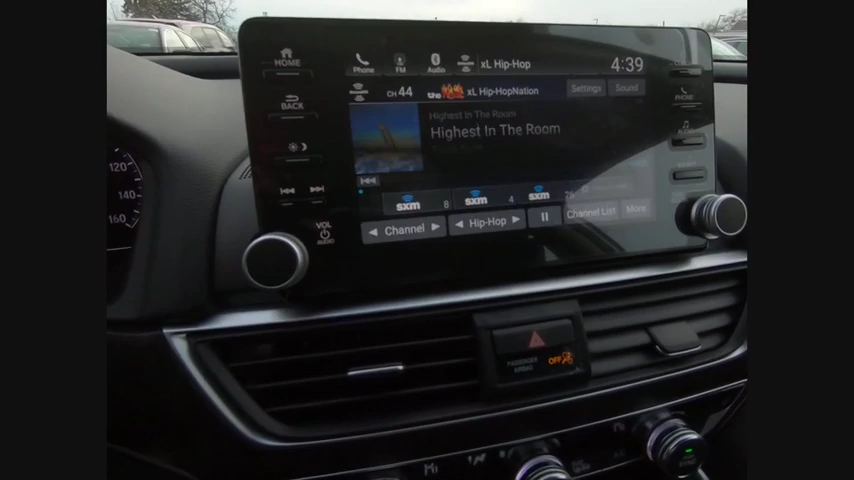 HOME
Phone FM Audio xL Hip-Hop 4:39
CH 44 the xL Hip-HopNation Settings Sound
BACK
PHONE
Highest In The Room
Highest In The Room
AUDIO
120
140
160
sxm 8 sxm 4 sxm
VOL
AUDIO
Channel Hip-Hop Channel List More
PASSENGER
AIRBAG
OFF